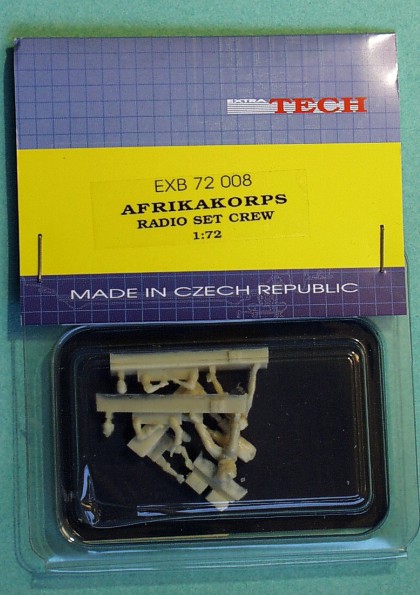 EXTRA TECH
EXB 72 008
AFRIKAKORPS
RADIO SET CREW
1:72
MADE IN CZECH REPUBLIC